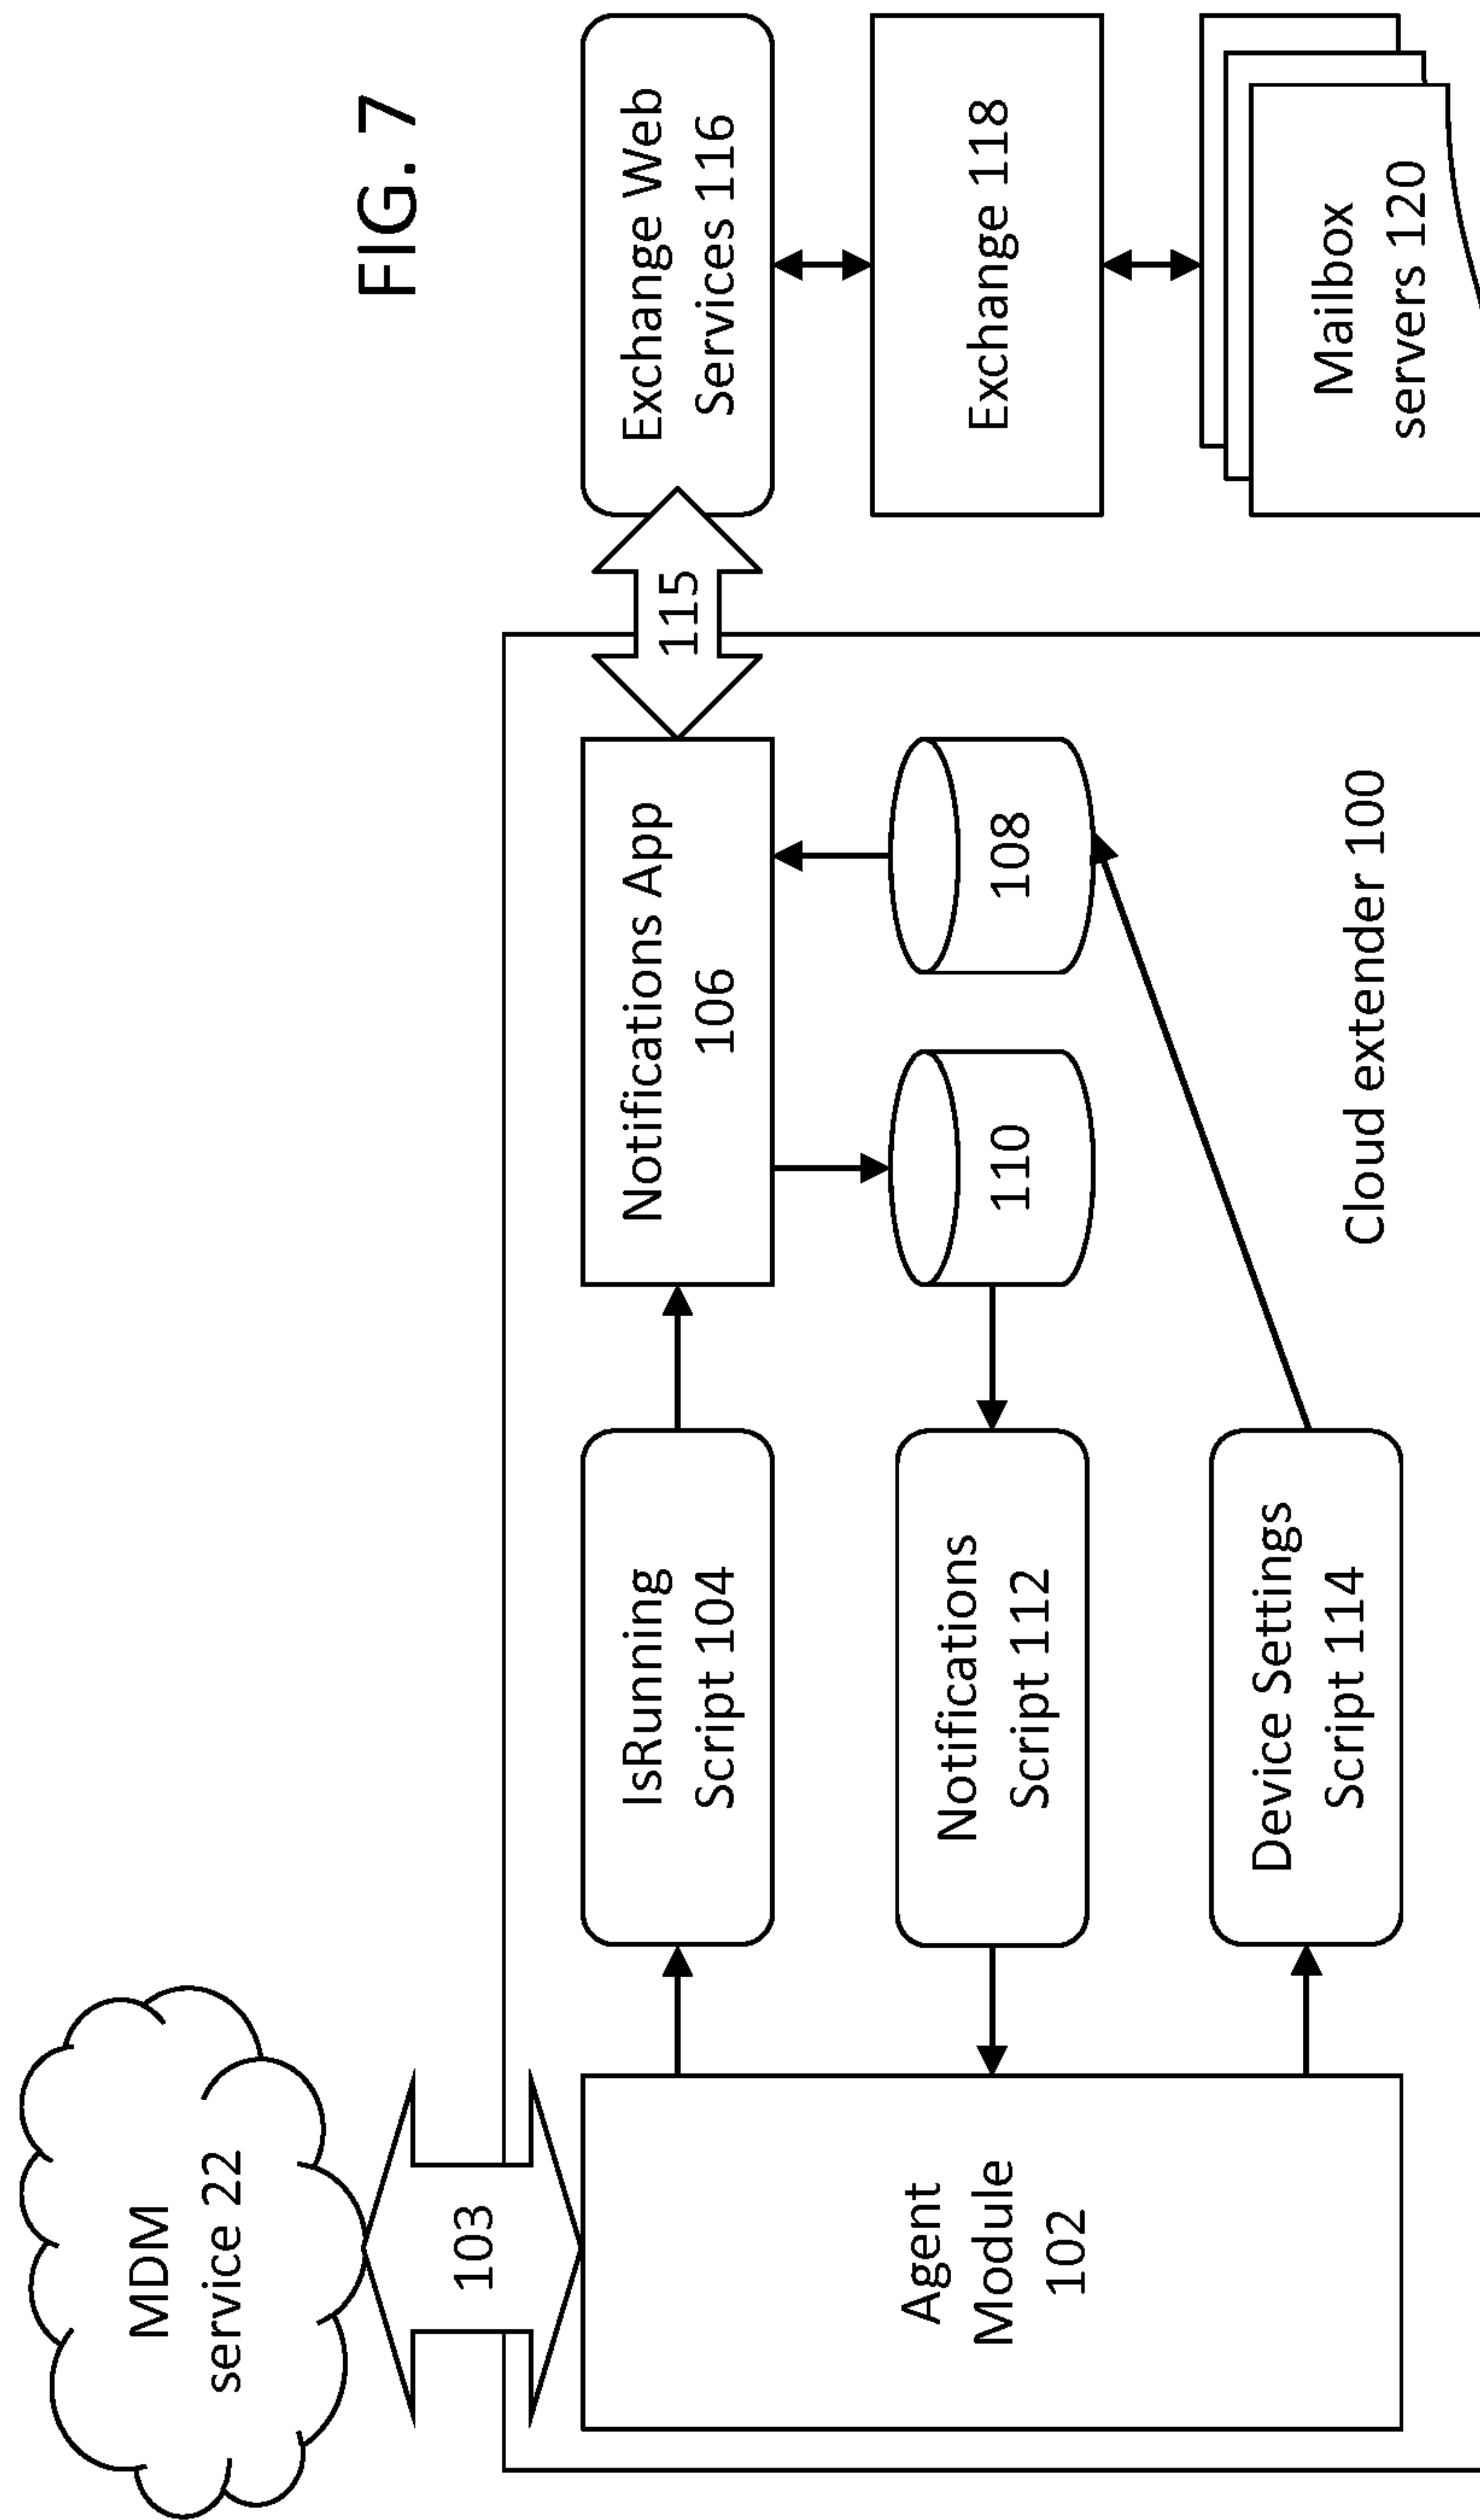 FIG. 7
MDM
service 22
103
Agent
Module
102
IsRunning
Script 104
Notifications
Script 112
Device Settings
Script 114
Notifications App
106
110
108
Cloud extender 100
115
Exchange Web
Services 116
Exchange 118
Mailbox
servers 120